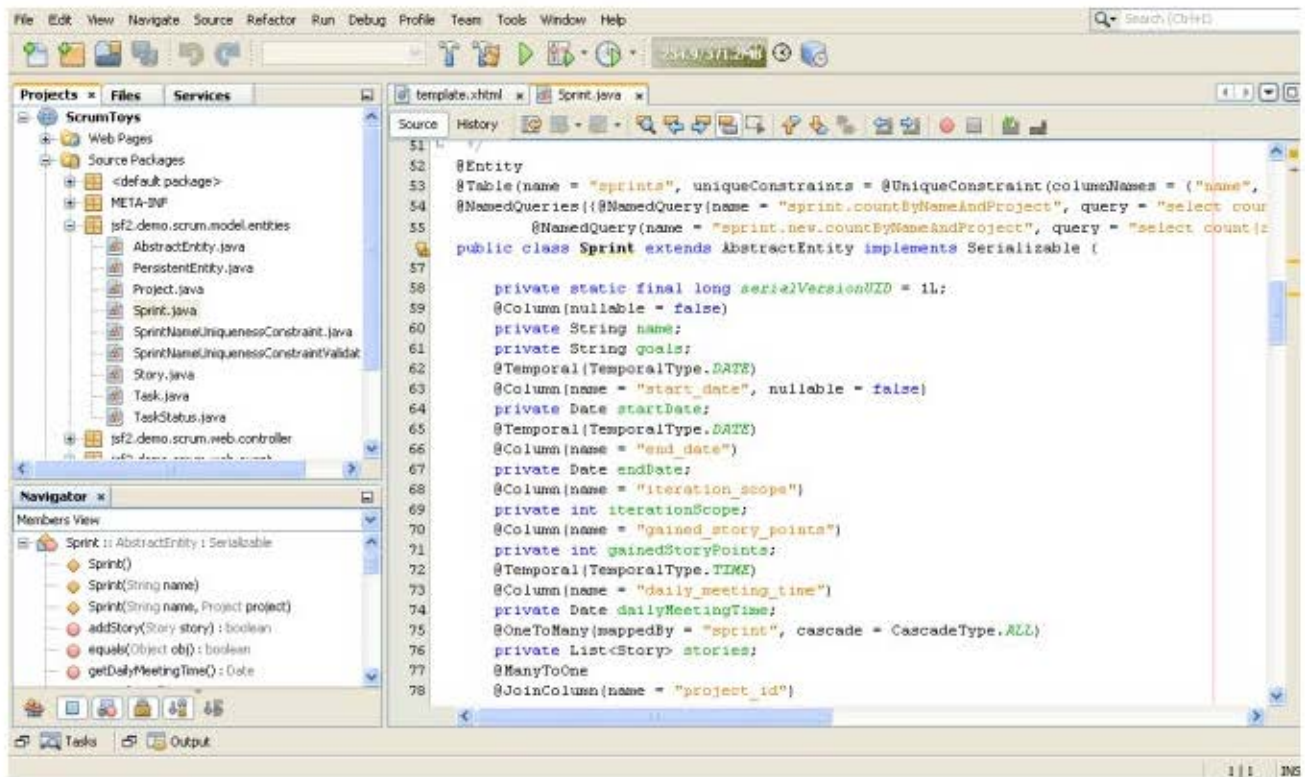 File Edit View Navigate Source Refactor Run Debug Profile Team Tools Window Help
Search (Ctrl+I)
Projects Files Services
ScrumToys
Web Pages
Source Packages
<default package>
META-INF
jsf2.demo.scrum.model.entities
AbstractEntity.java
PersistentEntity.java
Project.java
Sprint.java
SprintNameUniquenessConstraint.java
SprintNameUniquenessConstraintValidat
Story.java
Task.java
TaskStatus.java
jsf2.demo.scrum.web.controller
Navigator
Members View
Sprint :: AbstractEntity : Serializable
Sprint()
Sprint(String name)
Sprint(String name, Project project)
addStory(Story story) : boolean
equals(Object obj) : boolean
getDailyMeetingTime() : Date
template.xhtml Sprint.java
Source History
51 */
52 @Entity
53 @Table(name = "sprints", uniqueConstraints = @UniqueConstraint(columnNames = {"name",
54 @NamedQueries({@NamedQuery(name = "sprint.countByNameAndProject", query = "select coun
55 @NamedQuery(name = "sprint.new.countByNameAndProject", query = "select count(s
public class Sprint extends AbstractEntity implements Serializable {
57
58 private static final long serialVersionUID = 1L;
59 @Column(nullable = false)
60 private String name;
61 private String goals;
62 @Temporal(TemporalType.DATE)
63 @Column(name = "start_date", nullable = false)
64 private Date startDate;
65 @Temporal(TemporalType.DATE)
66 @Column(name = "end_date")
67 private Date endDate;
68 @Column(name = "iteration_scope")
69 private int iterationScope;
70 @Column(name = "gained_story_points")
71 private int gainedStoryPoints;
72 @Temporal(TemporalType.TIME)
73 @Column(name = "daily_meeting_time")
74 private Date dailyMeetingTime;
75 @OneToMany(mappedBy = "sprint", cascade = CascadeType.ALL)
76 private List<Story> stories;
77 @ManyToOne
78 @JoinColumn(name = "project_id")
Tasks Output
1 | 1 INS